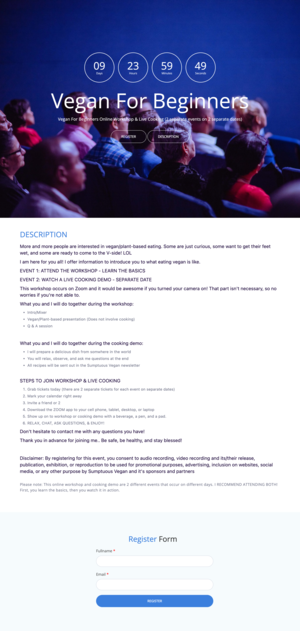 09
Days
23
Hours
59
Minutes
49
Seconds
Vegan For Beginners
Vegan For Beginners Online Workshop & Live Cooking (2 separate events on 2 separate dates)
REGISTER
DESCRIPTION
DESCRIPTION
More and more people are interested in vegan/plant-based-eating. Some are just curious, some want to get their feet
wet, and some are ready to come to the V-side! LOL
I am here for you all! I offer information to introduce you to what eating vegan is like.
EVENT 1: ATTEND THE WORKSHOP - LEARN THE BASICS
EVENT 2: WATCH A LIVE COOKING DEMO - SEPARATE DATE
This workshop occurs on Zoom and it would be awesome if you turned your camera on! That part isn't necessary, so no
worries if you're not able to.
What you and I will do together during the workshop:
Intro/Mixer
Vegan/Plant-based presentation (Does not involve cooking)
Q & A session
What you and I will do together during the cooking demo:
I will prepare a delicious dish from somewhere in the world
You will relax, observe, and ask me questions at the end
All recipes will be sent out in the Sumptuous Vegan newsletter
STEPS TO JOIN WORKSHOP & LIVE COOKING
1. Grab tickets today (there are 2 separate tickets for each event on separate dates)
2. Mark your calendar right away
3. Invite a friend or 2
4. Download the ZOOM app to your cell phone, tablet, desktop, or laptop
5. Show up on to workshop or cooking demo with a beverage, a pen, and a pad.
6. RELAX, CHAT, ASK QUESTIONS, & ENJOY!
Don't hesitate to contact me with any questions you have!
Thank you in advance for joining me.. Be safe, be healthy, and stay blessed!
Disclaimer: By registering for this event, you consent to audio recording, video recording and its/their release,
publication, exhibition, or reproduction to be used for promotional purposes, advertising, inclusion on websites, social
media, or any other purpose by Sumptuous Vegan and it's sponsors and partners
Please note: This online workshop and cooking demo are 2 different events that occur on different days. I RECOMMEND ATTENDING BOTH!
First, you learn the basics; then you watch it in action.
Register Form
Fullname *
Email *
REGISTER